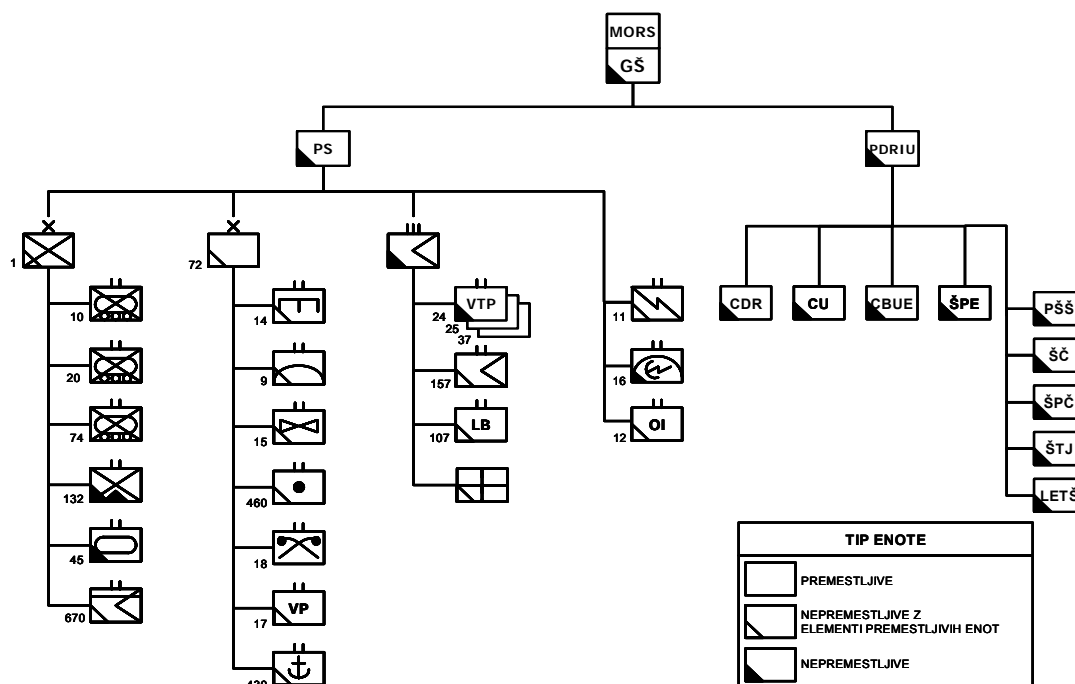 MORS
GŠ
PS
PDRIU
1
72
10
20
74
132
45
670
14
9
15
460
18
17
VP
24
25
37
VTP
157
107
LB
11
16
12
OI
CDR
CU
CBUE
ŠPE
PŠŠ
ŠČ
ŠPČ
ŠTJ
LETŠ
TIP ENOTE
PREMESTLJIVE
NEPREMESTLJIVE Z
ELEMENTI PREMESTLJIVIH ENOT
NEPREMESTLJIVE